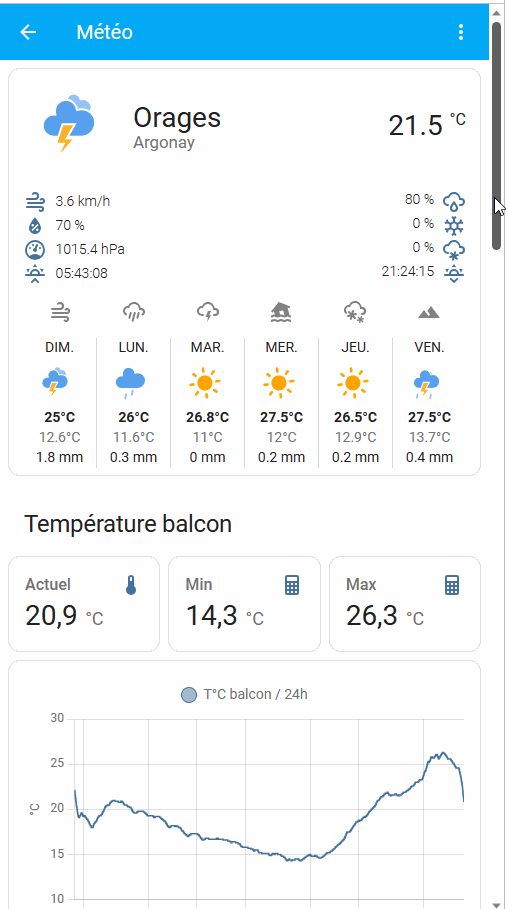 Météo
Orages
Argonay
21.5 °C
3.6 km/h
80 %
70 %
0 %
1015.4 hPa
0 %
05:43:08
21:24:15
DIM. LUN. MAR. MER. JEU. VEN.
25°C 26°C 26.8°C 27.5°C 26.5°C 27.5°C
12.6°C 11.6°C 11°C 12°C 12.9°C 13.7°C
1.8 mm 0.3 mm 0 mm 0.2 mm 0.2 mm 0.4 mm
Température balcon
Actuel Min Max
20,9 °C 14,3 °C 26,3 °C
T°C balcon / 24h
30
25
20
15
10
°C